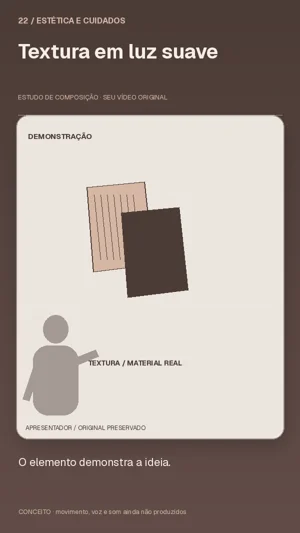 22 / ESTÉTICA E CUIDADOS
Textura em luz suave
ESTUDO DE COMPOSIÇÃO · SEU VÍDEO ORIGINAL
DEMONSTRAÇÃO
TEXTURA / MATERIAL REAL
APRESENTADOR / ORIGINAL PRESERVADO
O elemento demonstra a ideia.
CONCEITO · movimento, voz e som ainda não produzidos